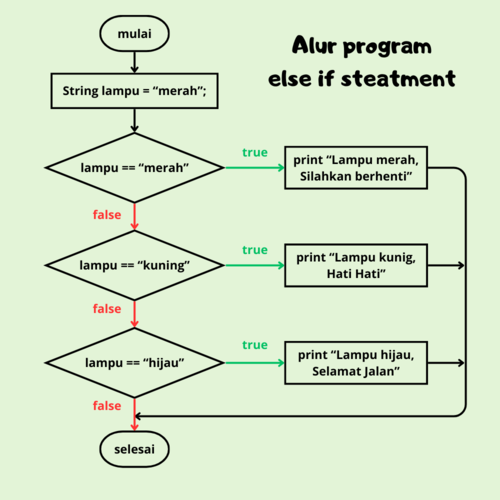 mulai
Alur program
else if steatment
String lampu = “merah”;
lampu == “merah”
true
print “Lampu merah,
Silahkan berhenti”
false
lampu == “kuning”
true
print “Lampu kunig,
Hati Hati”
false
lampu == “hijau”
true
print “Lampu hijau,
Selamat Jalan”
false
selesai